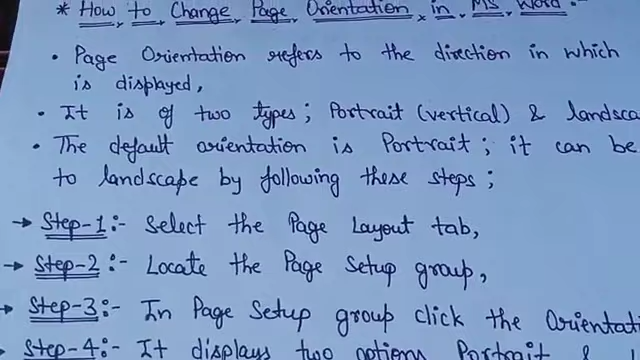 * How to Change Page Orientation in MS Word :-
• Page Orientation refers to the direction in which
is displayed,
• It is of two types; Portrait (vertical) & landsca
• The default orientation is Portrait; it can be
to landscape by following these steps;
→ Step-1:- Select the Page Layout tab,
→ Step-2:- Locate the Page Setup group,
→ Step-3:- In Page Setup group click the Orientati
→ Step-4:- It displays two options Portrait &